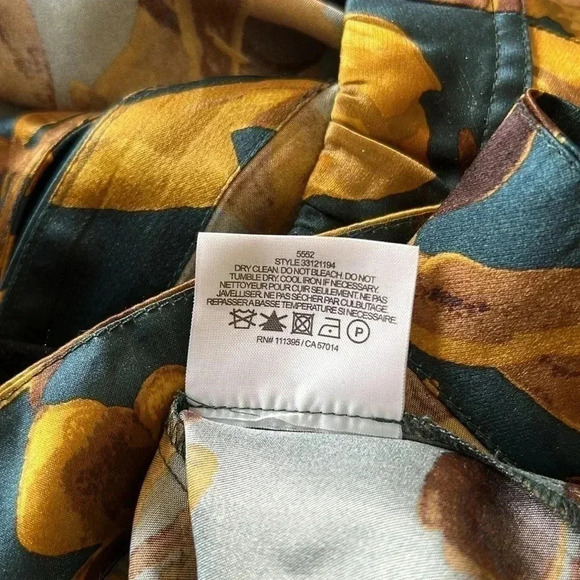 5552
STYLE 33121194
DRY CLEAN. DO NOT BLEACH. DO NOT
TUMBLE DRY. COOL IRON IF NECESSARY.
NETTOYEUR POUR CUIR SEULEMENT. NE PAS
JAVELLISER. NE PAS SÉCHER PAR CULBUTAGE
REPASSER A BASSE TEMPERATURE SI NECESSAIRE.
P
RN# 111395 / CA 57014